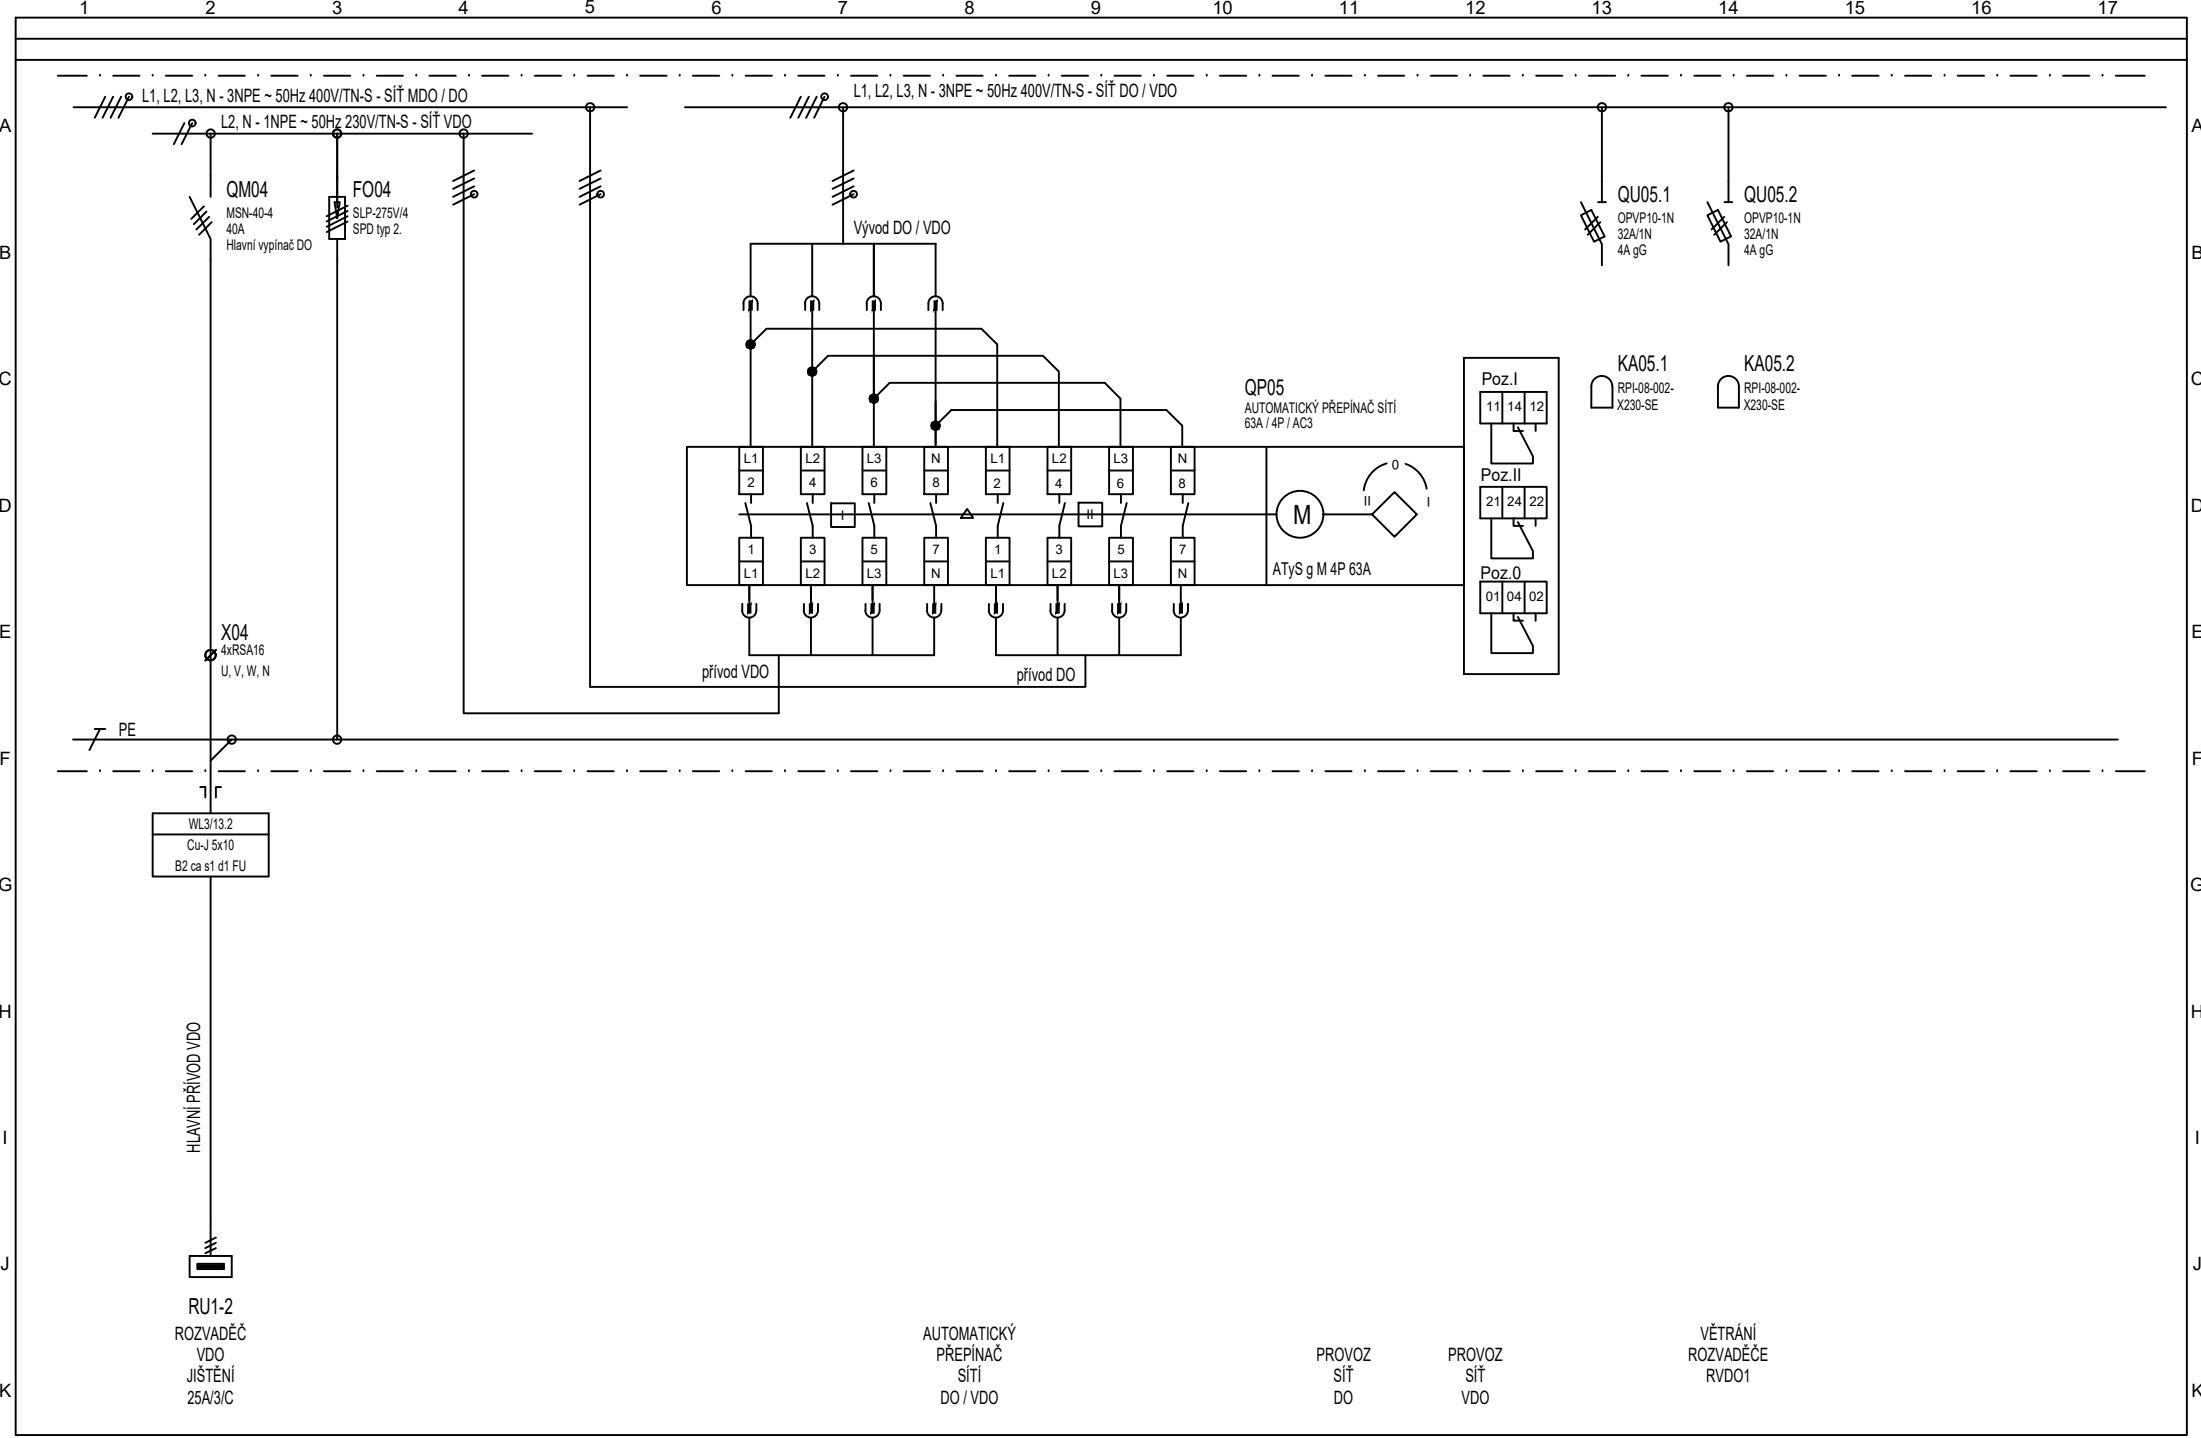 1 2 3 4 5 6 7 8 9 10 11 12 13 14 15 16 17
L1, L2, L3, N - 3NPE ~ 50Hz 400V/TN-S - SÍŤ MDO / DO
L1, L2, L3, N - 3NPE ~ 50Hz 400V/TN-S - SÍŤ DO / VDO
A A
L2, N - 1NPE ~ 50Hz 230V/TN-S - SÍŤ VDO
QM04
MSN-40-4
40A
Hlavní vypínač DO
FO04
SLP-275V/4
SPD typ 2.
Vývod DO / VDO
QU05.1
OPVP10-1N
32A/1N
4A gG
QU05.2
OPVP10-1N
32A/1N
4A gG
B B
C C
QP05
AUTOMATICKÝ PŘEPÍNAČ SÍTÍ
63A / 4P / AC3
KA05.1
RPI-08-002-
X230-SE
KA05.2
RPI-08-002-
X230-SE
Poz.I
11 14 12
L1 L2 L3 N L1 L2 L3 N
2 4 6 8 2 4 6 8
I II
M
II 0 I
D D
1 3 5 7 1 3 5 7
L1 L2 L3 N L1 L2 L3 N
ATyS g M 4P 63A
Poz.II
21 24 22
Poz.0
01 04 02
E E
X04
4xRSA16
U, V, W, N
přívod VDO
přívod DO
PE
F F
WL3/13.2
Cu-J 5x10
B2 ca s1 d1 FU
G G
H H
HLAVNÍ PŘÍVOD VDO
I I
J J
RU1-2
ROZVADĚČ
VDO
JIŠTĚNÍ
25A/3/C
AUTOMATICKÝ
PŘEPÍNAČ
SÍTÍ
DO / VDO
PROVOZ
SÍŤ
DO
PROVOZ
SÍŤ
VDO
VĚTRÁNÍ
ROZVADĚČE
RVDO1
K K